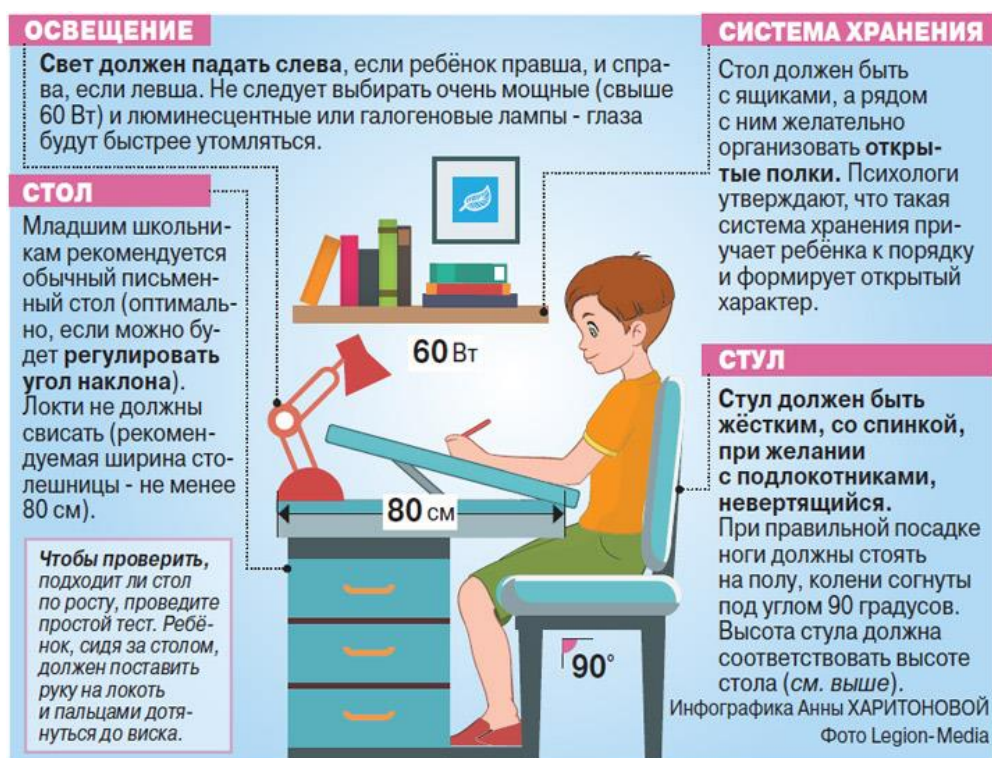 ОСВЕЩЕНИЕ
Свет должен падать слева, если ребёнок правша, и спра-
ва, если левша. Не следует выбирать очень мощные (свыше
60 Вт) и люминесцентные или галогеновые лампы - глаза
будут быстрее утомляться.
СТОЛ
Младшим школьни-
кам рекомендуется
обычный письмен-
ный стол (оптималь-
но, если можно бу-
дет регулировать
угол наклона).
Локти не должны
свисать (рекомен-
дуемая ширина сто-
лешницы - не менее
80 см).
Чтобы проверить,
подходит ли стол
по росту, проведите
простой тест. Ребё-
нок, сидя за столом,
должен поставить
руку на локоть
и пальцами дотя-
нуться до виска.
60 Вт
80 см
90°
СИСТЕМА ХРАНЕНИЯ
Стол должен быть
с ящиками, а рядом
с ним желательно
организовать откры-
тые полки. Психологи
утверждают, что такая
система хранения при-
учает ребёнка к порядку
и формирует открытый
характер.
СТУЛ
Стул должен быть
жёстким, со спинкой,
при желании
с подлокотниками,
невертящийся.
При правильной посадке
ноги должны стоять
на полу, колени согнуты
под углом 90 градусов.
Высота стула должна
соответствовать высоте
стола (см. выше).
Инфографика Анны ХАРИТОНОВОЙ
Фото Legion-Media